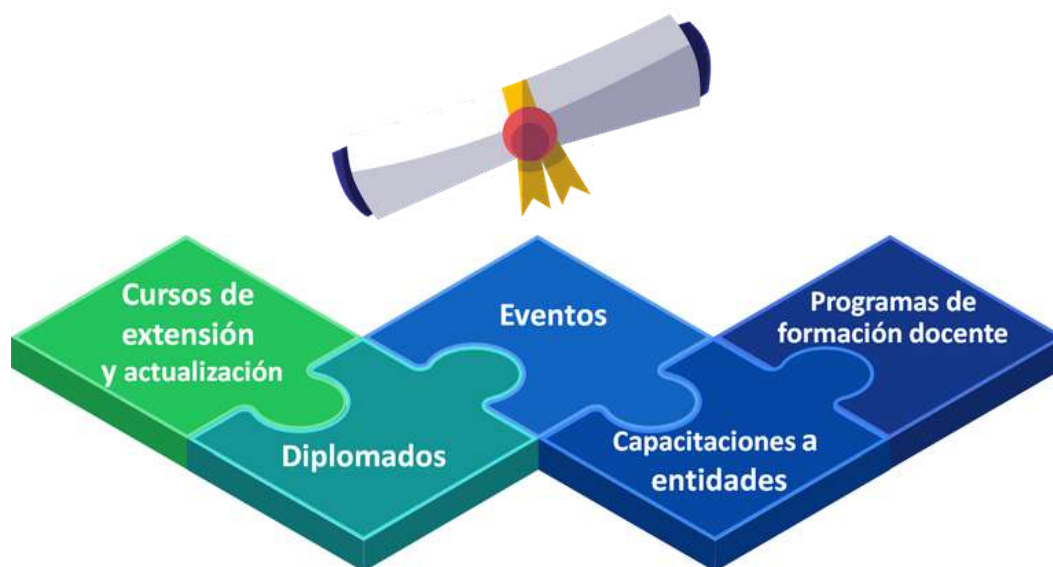 Cursos de
extensión
y actualización
Diplomados
Eventos
Capacitaciones a
entidades
Programas de
formación docente